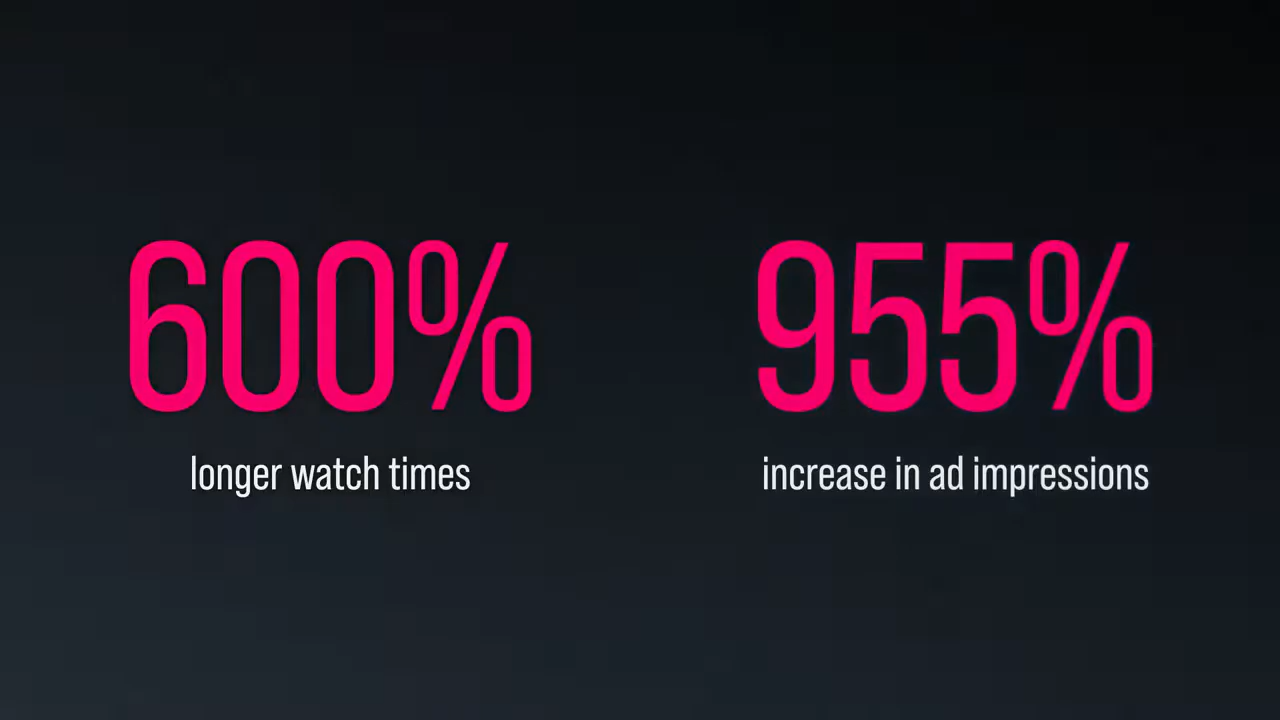 600%
longer watch times
955%
increase in ad impressions